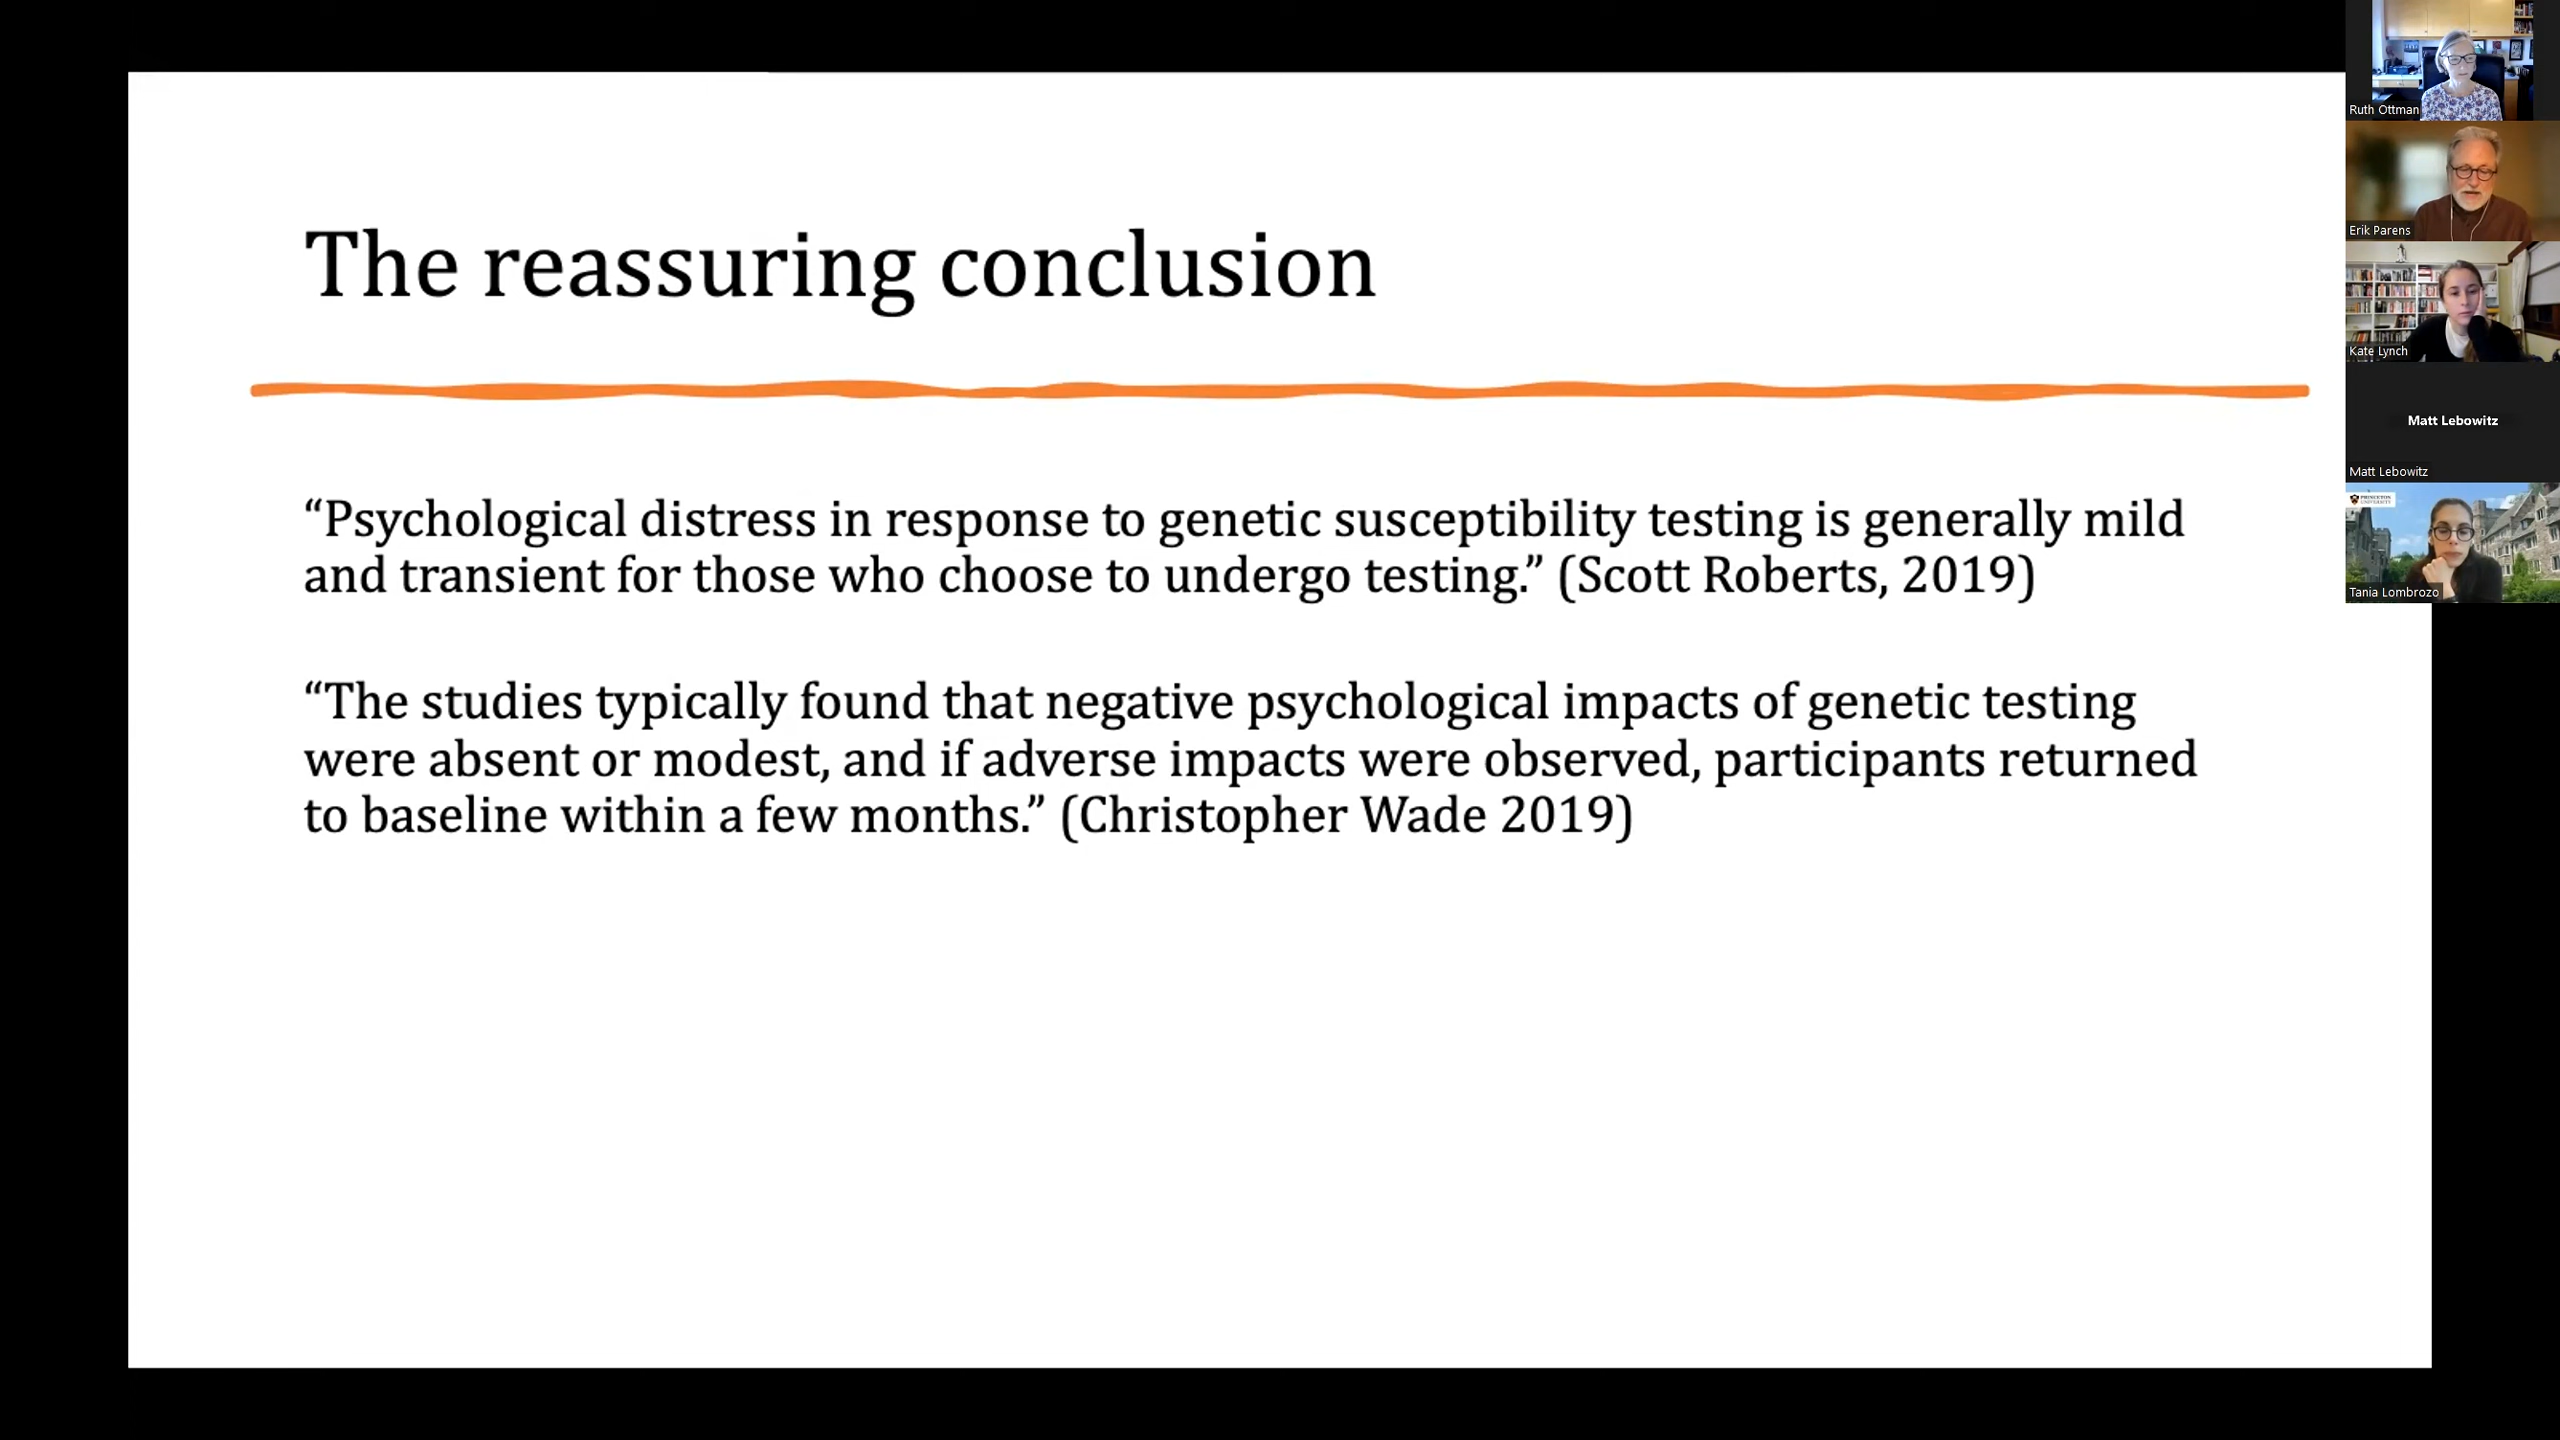 The reassuring conclusion
“Psychological distress in response to genetic susceptibility testing is generally mild
and transient for those who choose to undergo testing.” (Scott Roberts, 2019)
“The studies typically found that negative psychological impacts of genetic testing
were absent or modest, and if adverse impacts were observed, participants returned
to baseline within a few months.” (Christopher Wade 2019)
Ruth Ottman
Erik Parens
Kate Lynch
Matt Lebowitz
Matt Lebowitz
PRINCETON
UNIVERSITY
Tania Lombrozo